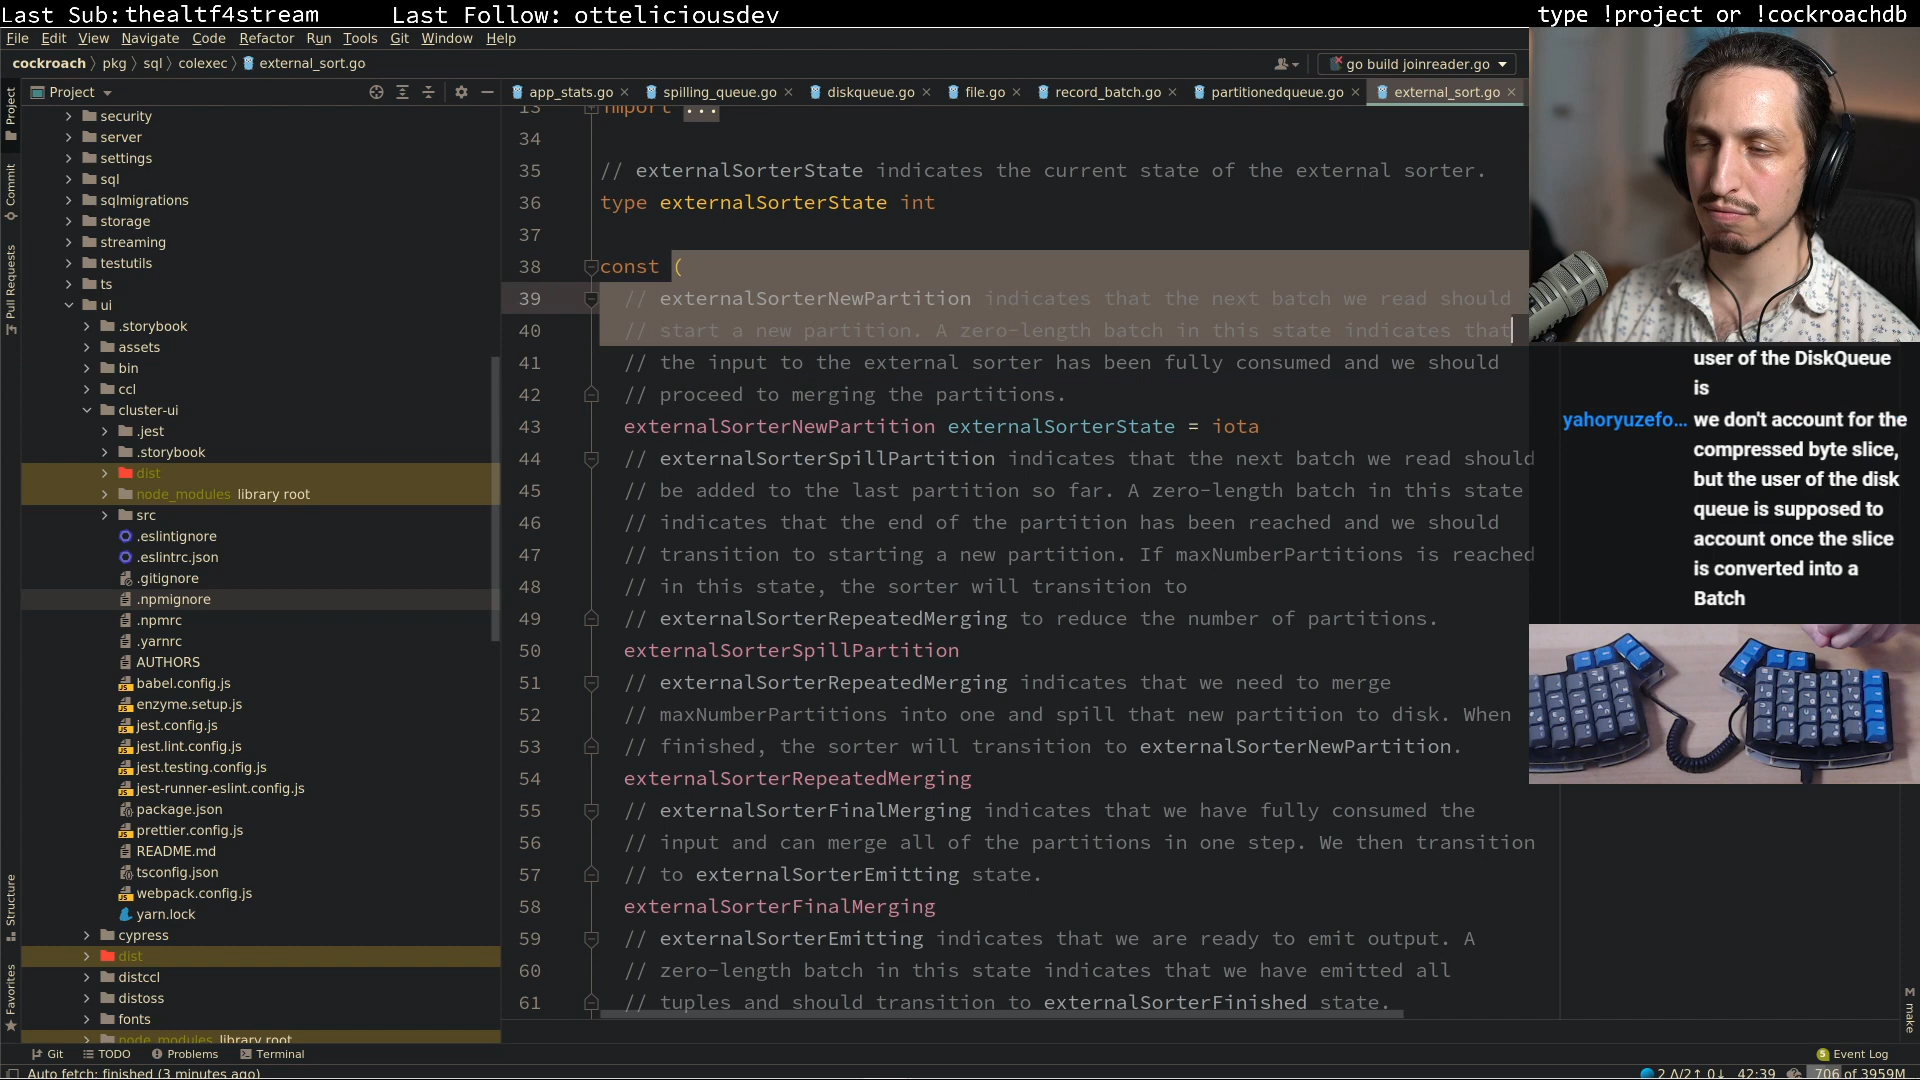 Last Sub:thealtf4stream
Last Follow: otteliciousdev
type !project or !cockroachdb
File Edit View Navigate Code Refactor Run Tools Git Window Help
cockroach pkg sql colexec external_sort.go
go build joinreader.go
Project
app_stats.go
spilling_queue.go
diskqueue.go
file.go
record_batch.go
partitionedqueue.go
external_sort.go
Project
Commit
Pull Requests
Structure
Favorites
security
server
settings
sql
sqlmigrations
storage
streaming
testutils
ts
ui
.storybook
assets
bin
ccl
cluster-ui
.jest
.storybook
dist
node_modules library root
src
.eslintignore
.eslintrc.json
.gitignore
.npmignore
.npmrc
.yarnrc
AUTHORS
babel.config.js
enzyme.setup.js
jest.config.js
jest.lint.config.js
jest.testing.config.js
jest-runner-eslint.config.js
package.json
prettier.config.js
README.md
tsconfig.json
webpack.config.js
yarn.lock
cypress
dist
distccl
distoss
fonts
node_modules library root
13 import ...
34
35 // externalSorterState indicates the current state of the external sorter.
36 type externalSorterState int
37
38 const (
39 // externalSorterNewPartition indicates that the next batch we read should
40 // start a new partition. A zero-length batch in this state indicates that
41 // the input to the external sorter has been fully consumed and we should
42 // proceed to merging the partitions.
43 externalSorterNewPartition externalSorterState = iota
44 // externalSorterSpillPartition indicates that the next batch we read should
45 // be added to the last partition so far. A zero-length batch in this state
46 // indicates that the end of the partition has been reached and we should
47 // transition to starting a new partition. If maxNumberPartitions is reached
48 // in this state, the sorter will transition to
49 // externalSorterRepeatedMerging to reduce the number of partitions.
50 externalSorterSpillPartition
51 // externalSorterRepeatedMerging indicates that we need to merge
52 // maxNumberPartitions into one and spill that new partition to disk. When
53 // finished, the sorter will transition to externalSorterNewPartition.
54 externalSorterRepeatedMerging
55 // externalSorterFinalMerging indicates that we have fully consumed the
56 // input and can merge all of the partitions in one step. We then transition
57 // to externalSorterEmitting state.
58 externalSorterFinalMerging
59 // externalSorterEmitting indicates that we are ready to emit output. A
60 // zero-length batch in this state indicates that we have emitted all
61 // tuples and should transition to externalSorterFinished state.
user of the DiskQueue
is
yahoryuzefo... we don't account for the
compressed byte slice,
but the user of the disk
queue is supposed to
account once the slice
is converted into a
Batch
M make
Git TODO Problems Terminal
5 Event Log
Auto fetch: finished (3 minutes ago)
42:39 706 of 3959M